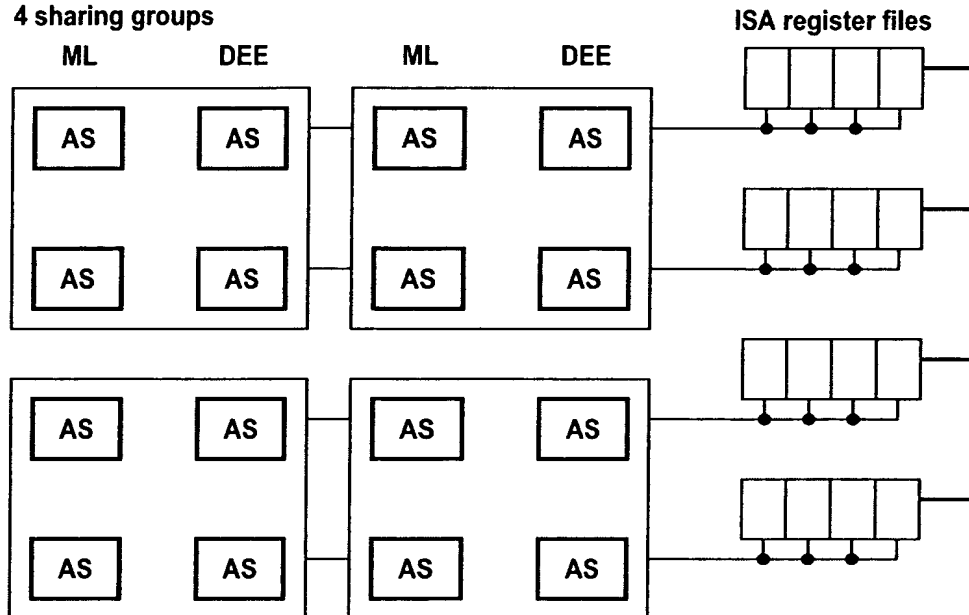 4 sharing groups
ISA register files
ML DEE ML DEE
AS AS AS AS
AS AS AS AS
AS AS AS AS
AS AS AS AS